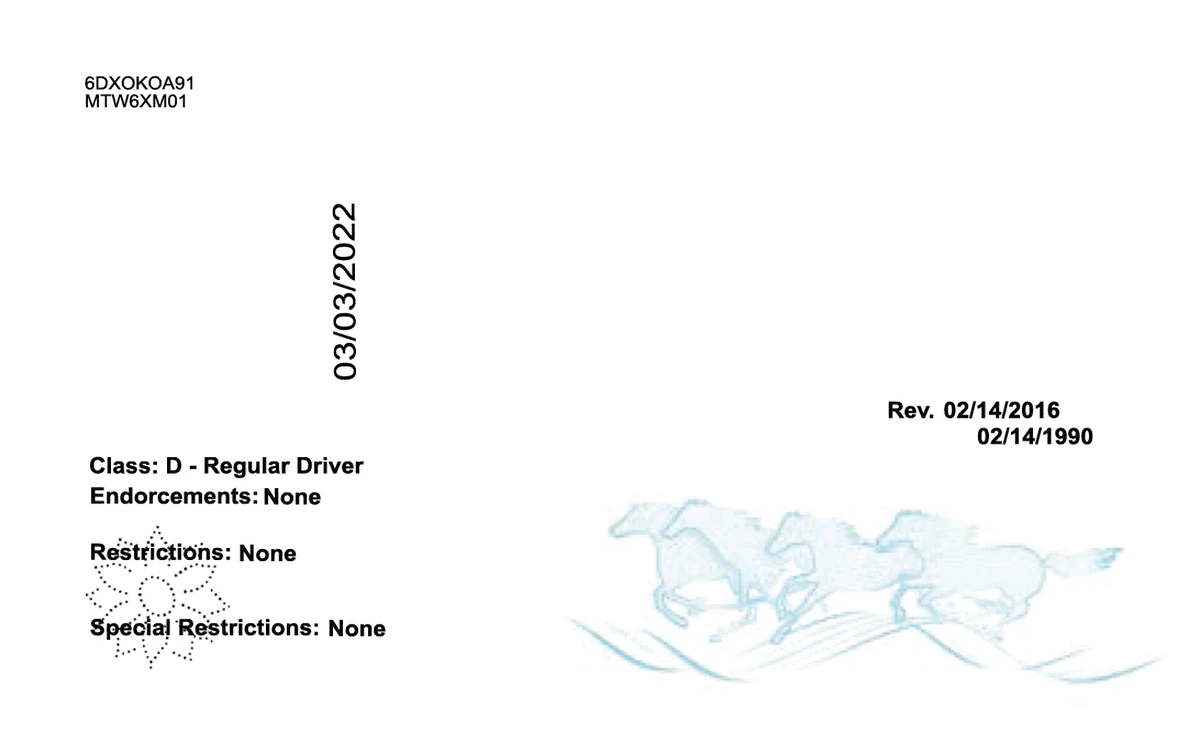 6DXOKOA91
MTW6XM01
03/03/2022
Rev. 02/14/2016
02/14/1990
Class: D - Regular Driver
Endorcements: None
Restrictions: None
Special Restrictions: None